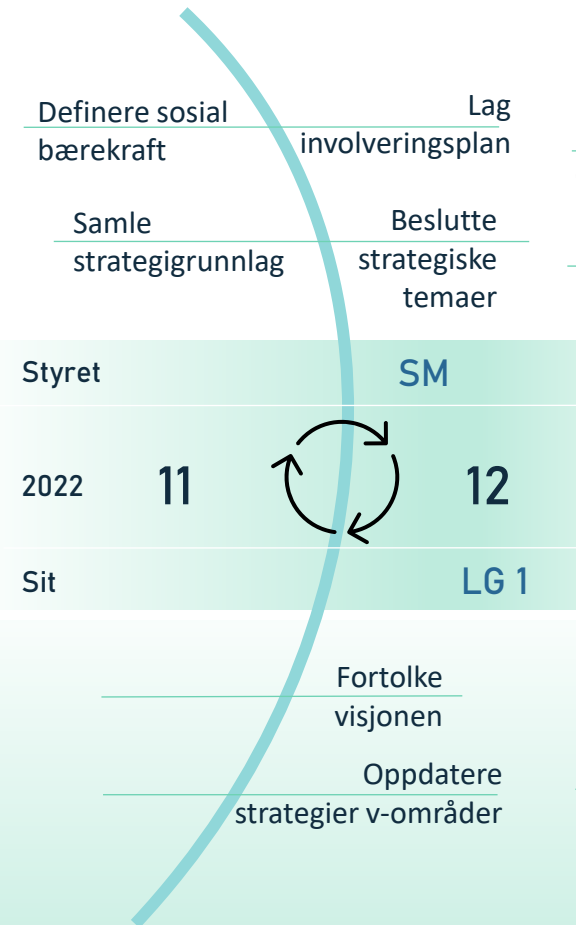 Definere sosial
bærekraft
Lag
involveringsplan
Samle
strategigrunnlag
Beslutte
strategiske
temaer
Styret
SM
2022
11
12
Sit
LG 1
Fortolke
visjonen
Oppdatere
strategier v-områder